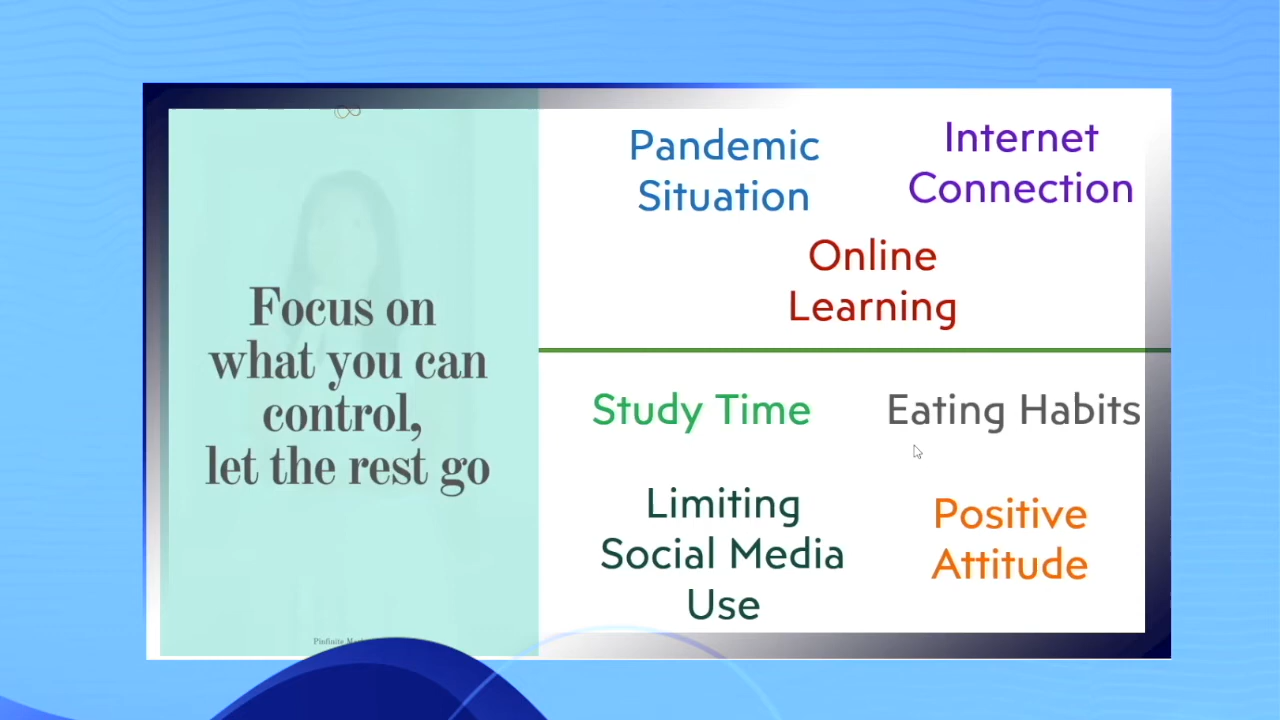 Focus on
what you can
control,
let the rest go
Pandemic
Situation
Internet
Connection
Online
Learning
Study Time
Eating Habits
Limiting
Social Media
Use
Positive
Attitude